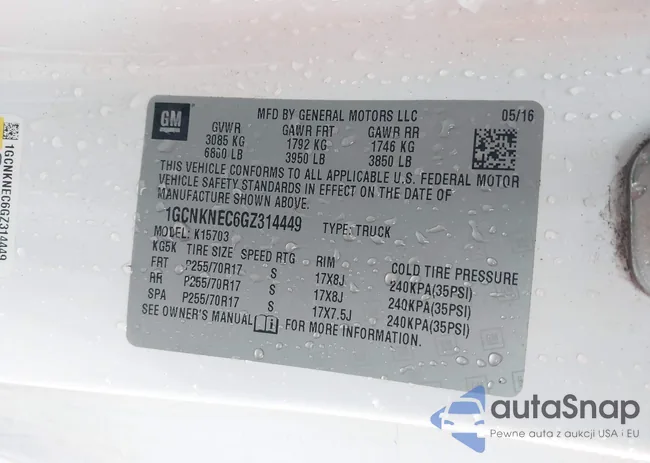 GM
MFD BY GENERAL MOTORS LLC 05/16
GVWR GAWR FRT GAWR RR
3085 KG 1792 KG 1746 KG
6800 LB 3950 LB 3850 LB
THIS VEHICLE CONFORMS TO ALL APPLICABLE U.S. FEDERAL MOTOR
VEHICLE SAFETY STANDARDS IN EFFECT ON THE DATE OF
MANUFACTURE SHOWN ABOVE.
1GCNKNEC6GZ314449 TYPE: TRUCK
MODEL: K15703
KG5K TIRE SIZE SPEED RTG RIM COLD TIRE PRESSURE
FRT P255/70R17 S 17X8J 240KPA(35PSI)
RR P255/70R17 S 17X8J 240KPA(35PSI)
SPA P255/70R17 S 17X7.5J 240KPA(35PSI)
SEE OWNER'S MANUAL FOR MORE INFORMATION.
1GCNKNEC6GZ314449
autoSnap
Pewne auta z aukcji USA i EU